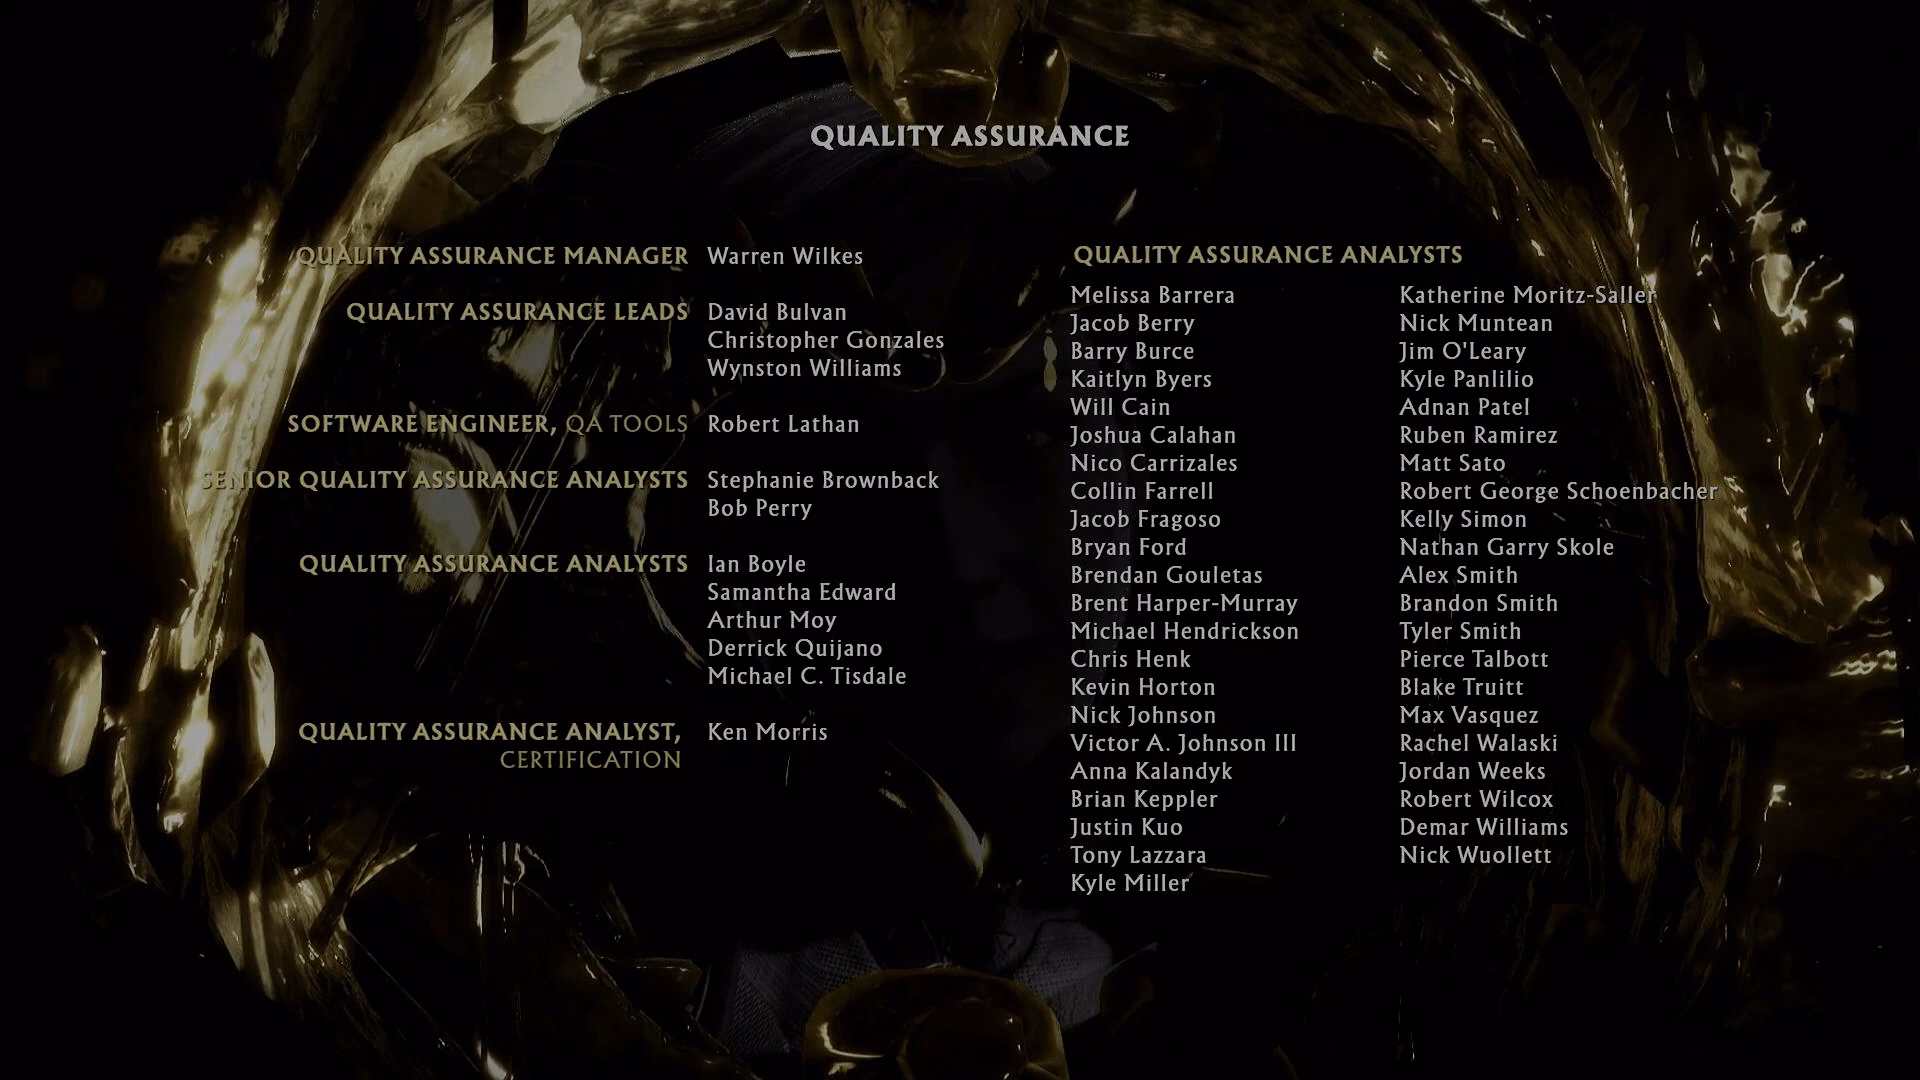 QUALITY ASSURANCE
QUALITY ASSURANCE MANAGER Warren Wilkes
QUALITY ASSURANCE LEADS David Bulvan
Christopher Gonzales
Wynston Williams
SOFTWARE ENGINEER, QA TOOLS Robert Lathan
SENIOR QUALITY ASSURANCE ANALYSTS Stephanie Brownback
Bob Perry
QUALITY ASSURANCE ANALYSTS Ian Boyle
Samantha Edward
Arthur Moy
Derrick Quijano
Michael C. Tisdale
QUALITY ASSURANCE ANALYST, Ken Morris
CERTIFICATION
QUALITY ASSURANCE ANALYSTS
Melissa Barrera
Jacob Berry
Barry Burce
Kaitlyn Byers
Will Cain
Joshua Calahan
Nico Carrizales
Collin Farrell
Jacob Fragoso
Bryan Ford
Brendan Gouletas
Brent Harper-Murray
Michael Hendrickson
Chris Henk
Kevin Horton
Nick Johnson
Victor A. Johnson III
Anna Kalandyk
Brian Keppler
Justin Kuo
Tony Lazzara
Kyle Miller
Katherine Moritz-Saller
Nick Muntean
Jim O'Leary
Kyle Panlilio
Adnan Patel
Ruben Ramirez
Matt Sato
Robert George Schoenbacher
Kelly Simon
Nathan Garry Skole
Alex Smith
Brandon Smith
Tyler Smith
Pierce Talbott
Blake Truitt
Max Vasquez
Rachel Walaski
Jordan Weeks
Robert Wilcox
Demar Williams
Nick Wuollett